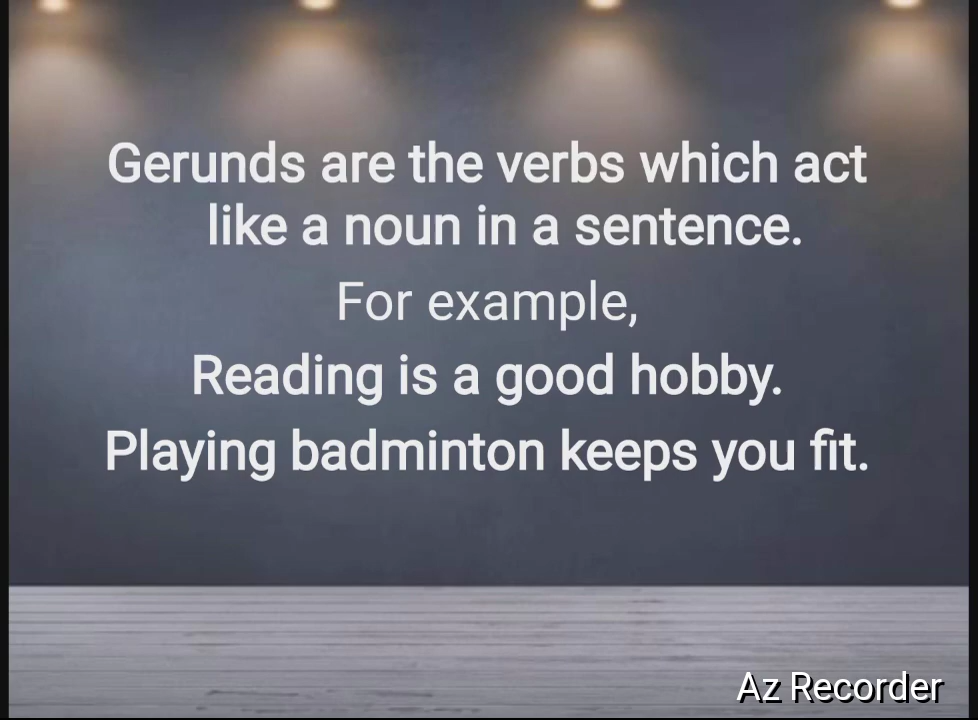 Gerunds are the verbs which act
like a noun in a sentence.
For example,
Reading is a good hobby.
Playing badminton keeps you fit.
Az Recorder